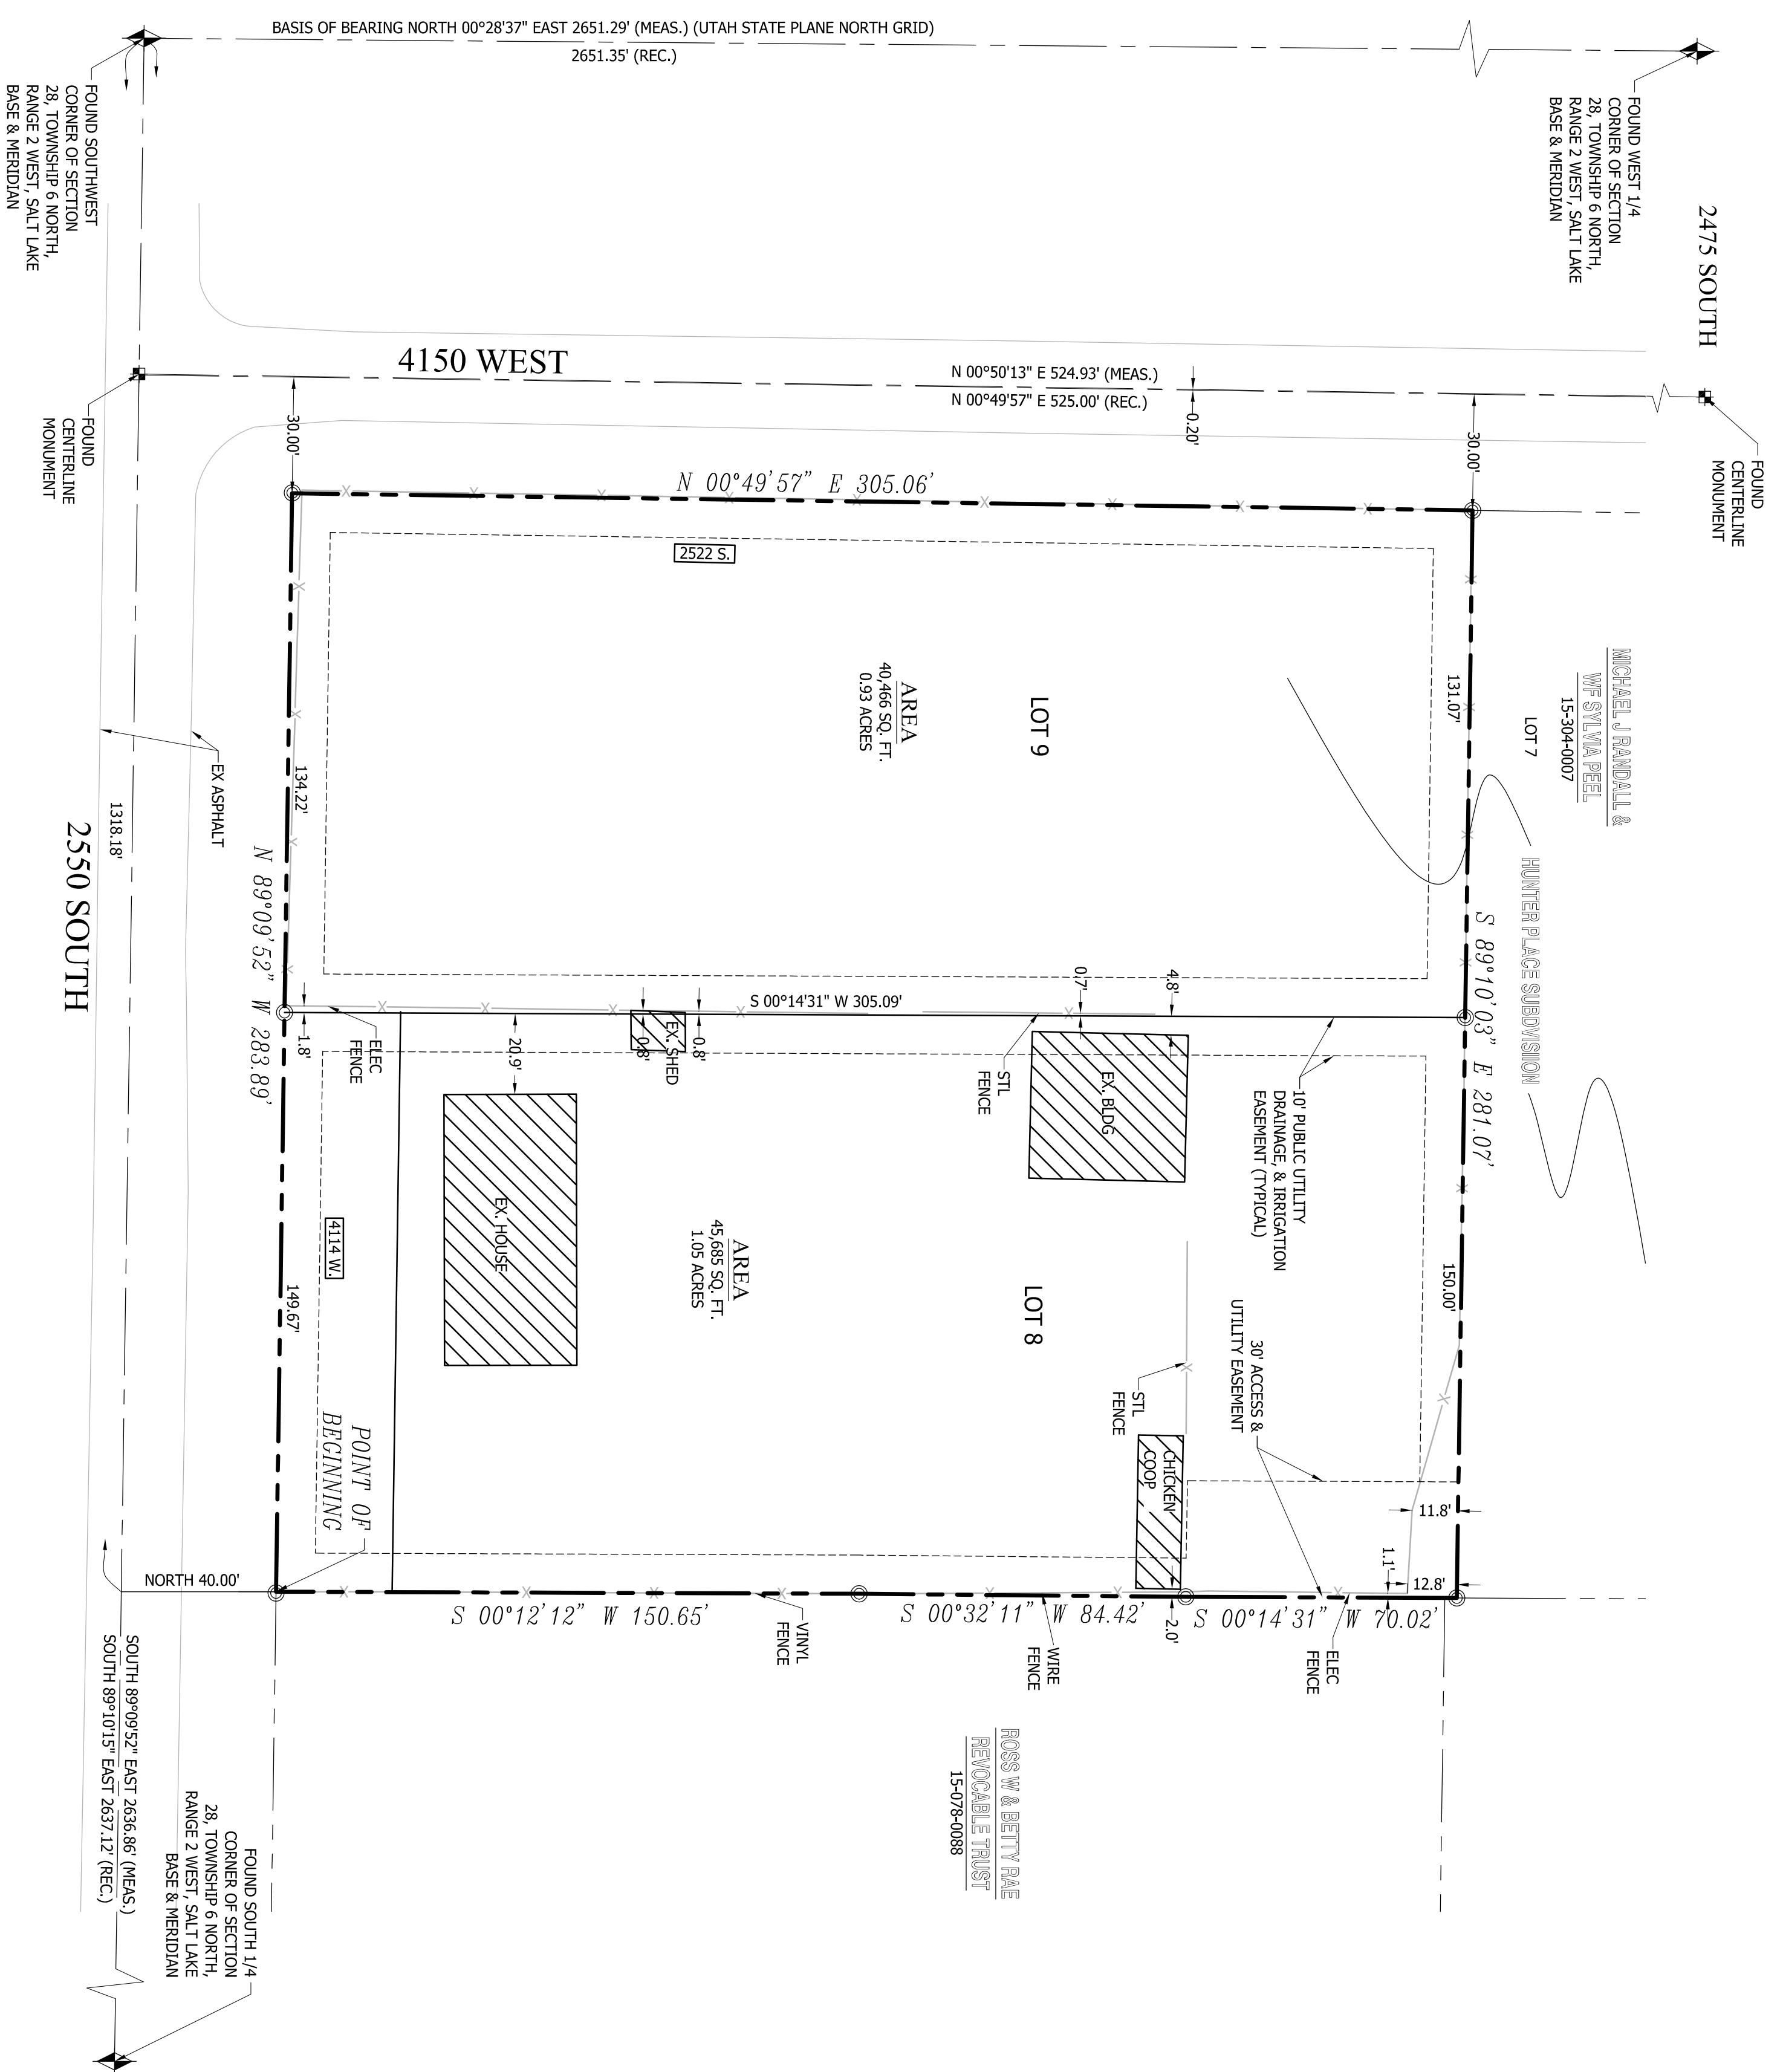 BASIS OF BEARING NORTH 00°28'37" EAST 2651.29' (MEAS.) (UTAH STATE PLANE NORTH GRID)
2651.35' (REC.)
FOUND WEST 1/4
CORNER OF SECTION
28, TOWNSHIP 6 NORTH,
RANGE 2 WEST, SALT LAKE
BASE & MERIDIAN
2475 SOUTH
FOUND SOUTHWEST
CORNER OF SECTION
28, TOWNSHIP 6 NORTH,
RANGE 2 WEST, SALT LAKE
BASE & MERIDIAN
4150 WEST
N 00°50'13" E 524.93' (MEAS.)
N 00°49'57" E 525.00' (REC.)
0.20'
30.00'
30.00'
FOUND
CENTERLINE
MONUMENT
FOUND
CENTERLINE
MONUMENT
N 00°49'57" E 305.06'
2522 S.
MICHAEL J RANDALL &
WF SYLVIA PEEL
15-304-0007
LOT 7
HUNTER PLACE SUBDIVISION
131.07'
S 89°10'03" E 281.07'
150.00'
LOT 9
AREA
40,466 SQ. FT.
0.93 ACRES
134.22'
N 89°09'52" W 283.89'
149.67'
EX ASPHALT
1318.18'
2550 SOUTH
S 00°14'31" W 305.09'
0.7'
4.8'
0.8'
0.8'
1.8'
20.9'
ELEC
FENCE
EX. SHED
STL
FENCE
EX. BLDG
10' PUBLIC UTILITY
DRAINAGE, & IRRIGATION
EASEMENT (TYPICAL)
EX. HOUSE
4114 W.
LOT 8
AREA
45,685 SQ. FT.
1.05 ACRES
30' ACCESS &
UTILITY EASEMENT
STL
FENCE
CHICKEN
COOP
11.8'
1.1'
12.8'
2.0'
POINT OF
BEGINNING
NORTH 40.00'
S 00°12'12" W 150.65'
S 00°32'11" W 84.42'
S 00°14'31" W 70.02'
VINYL
FENCE
WIRE
FENCE
ELEC
FENCE
ROSS W & BETTY RAE
REVOCABLE TRUST
15-078-0088
SOUTH 89°09'52" EAST 2636.86' (MEAS.)
SOUTH 89°10'15" EAST 2637.12' (REC.)
FOUND SOUTH 1/4
CORNER OF SECTION
28, TOWNSHIP 6 NORTH,
RANGE 2 WEST, SALT LAKE
BASE & MERIDIAN